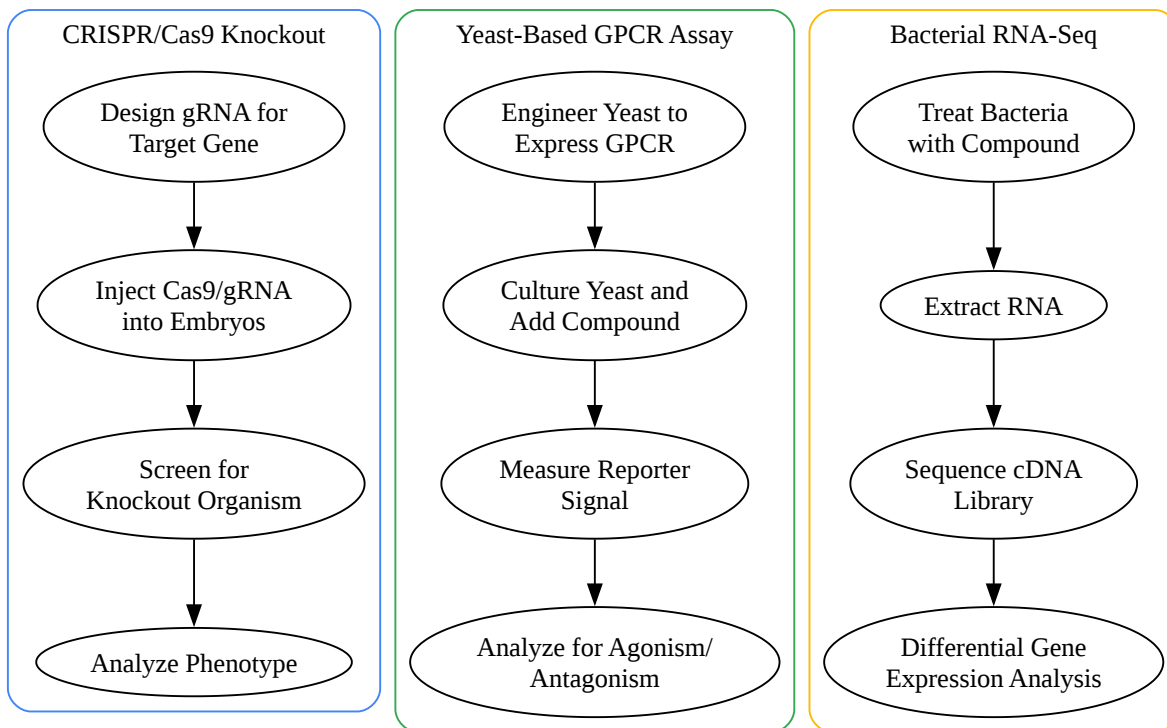 CRISPR/Cas9 Knockout
Design gRNA for
Target Gene
Inject Cas9/gRNA
into Embryos
Screen for
Knockout Organism
Analyze Phenotype
Yeast-Based GPCR Assay
Engineer Yeast to
Express GPCR
Culture Yeast and
Add Compound
Measure Reporter
Signal
Analyze for Agonism/
Antagonism
Bacterial RNA-Seq
Treat Bacteria
with Compound
Extract RNA
Sequence cDNA
Library
Differential Gene
Expression Analysis